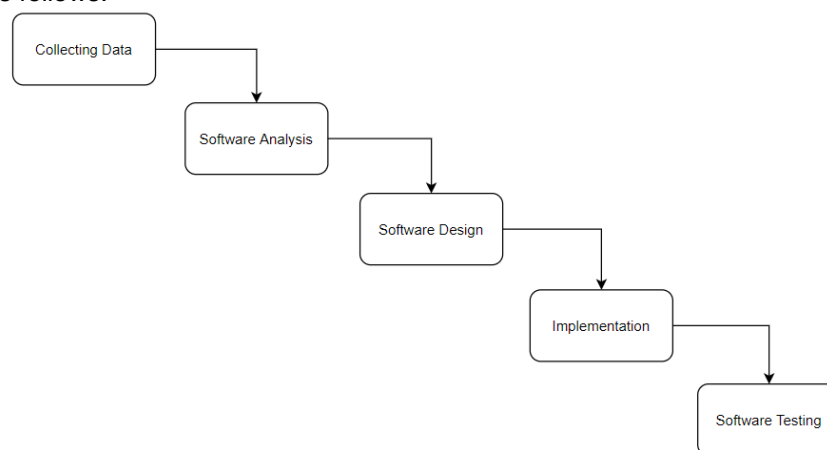 Collecting Data
Software Analysis
Software Design
Implementation
Software Testing